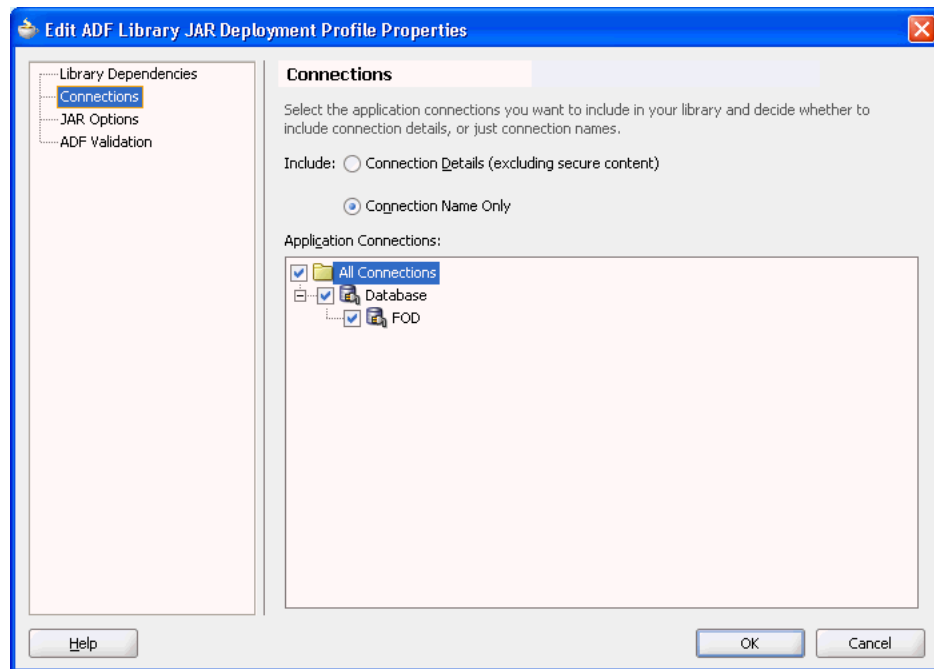 Edit ADF Library JAR Deployment Profile Properties
Library Dependencies
Connections
JAR Options
ADF Validation
Connections
Select the application connections you want to include in your library and decide whether to
include connection details, or just connection names.
Include: Connection Details (excluding secure content)
Connection Name Only
Application Connections:
All Connections
Database
FOD
Help
OK
Cancel